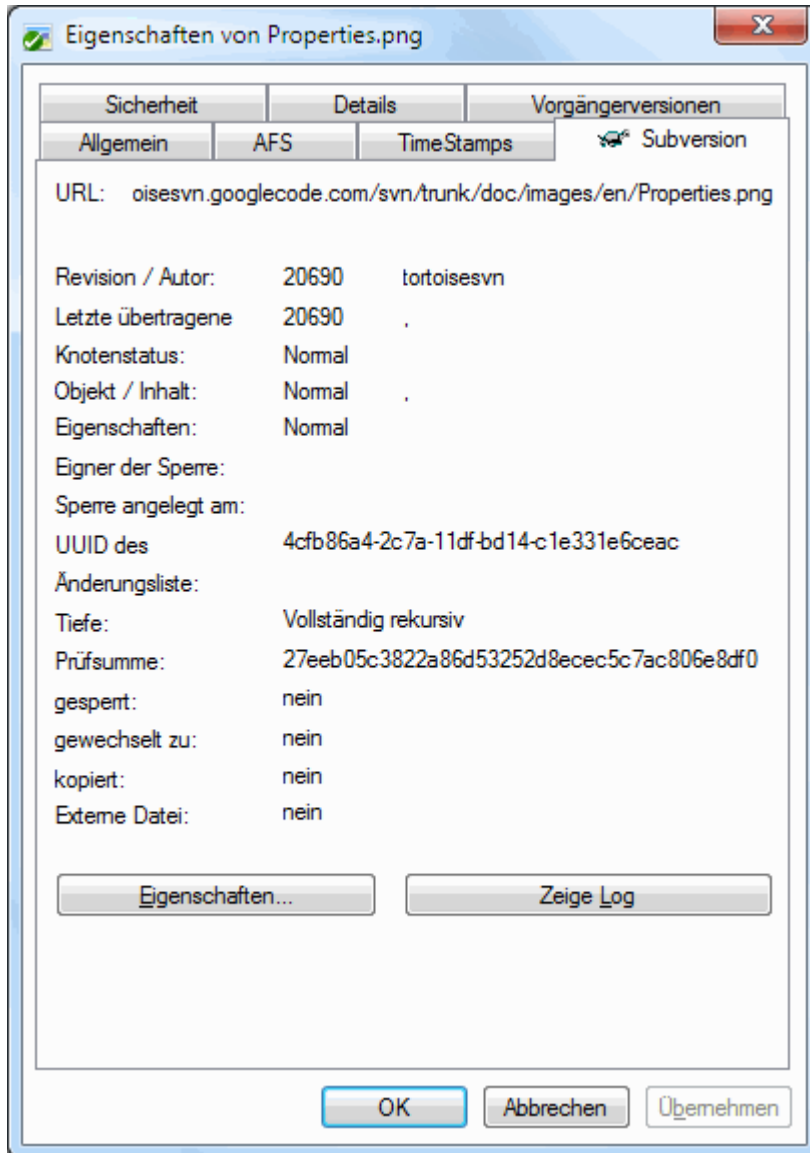 Eigenschaften von Properties.png
Sicherheit Details Vorgängerversionen
Allgemein AFS TimeStamps Subversion
URL: oisesvn.googlecode.com/svn/trunk/doc/images/en/Properties.png
Revision / Autor: 20690 tortoisesvn
Letzte übertragene 20690 ,
Knotenstatus: Normal
Objekt / Inhalt: Normal ,
Eigenschaften: Normal
Eigner der Sperre:
Sperre angelegt am:
UUID des 4cfb86a4-2c7a-11df-bd14-c1e331e6ceac
Änderungsliste:
Tiefe: Vollständig rekursiv
Prüfsumme: 27eeb05c3822a86d53252d8ecec5c7ac806e8df0
gesperrt: nein
gewechselt zu: nein
kopiert: nein
Externe Datei: nein
Eigenschaften... Zeige Log
OK Abbrechen Übernehmen